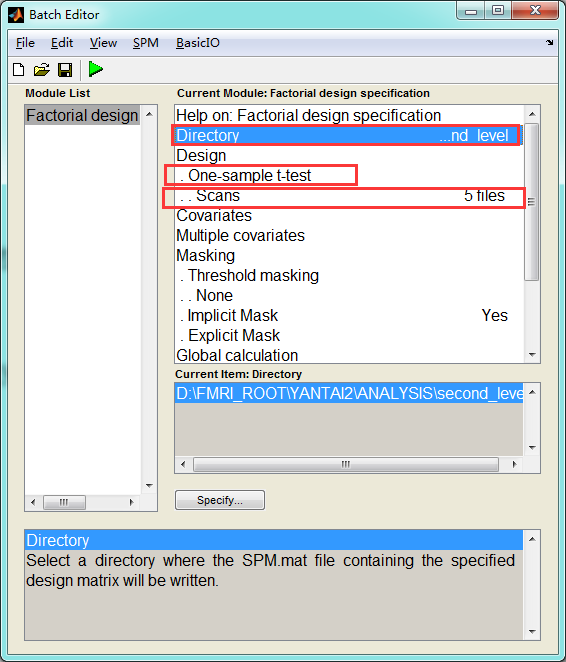 Batch Editor
File Edit View SPM BasicIO
Module List
Factorial design
Current Module: Factorial design specification
Help on: Factorial design specification
Directory ...nd_level
Design
. One-sample t-test
. . Scans 5 files
Covariates
Multiple covariates
Masking
. Threshold masking
. . None
. Implicit Mask Yes
. Explicit Mask
Global calculation
Current Item: Directory
D:\FMRI_ROOT\YANTAI2\ANALYSIS\second_leve
Specify...
Directory
Select a directory where the SPM.mat file containing the specified
design matrix will be written.